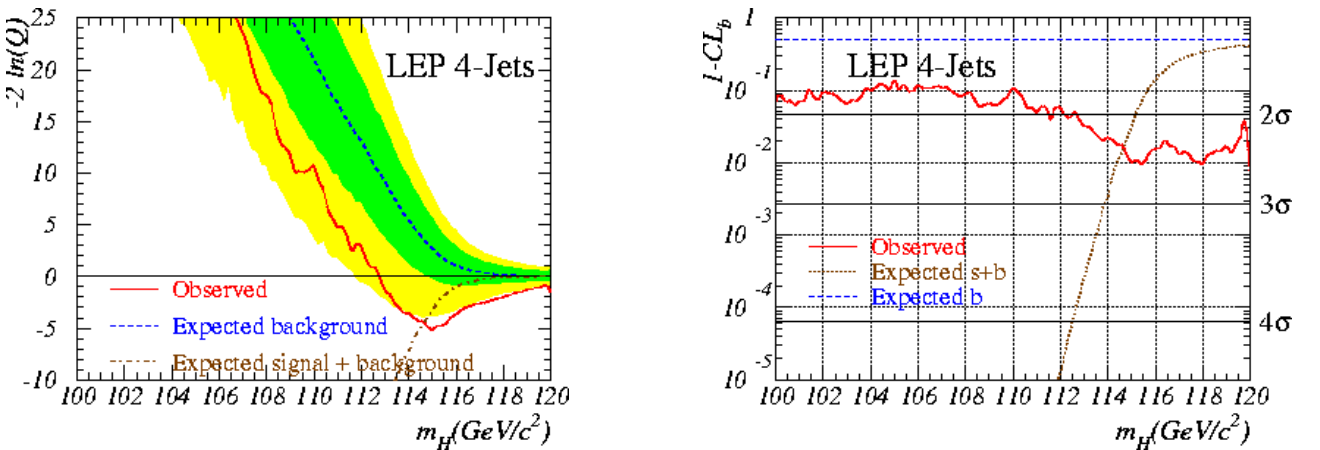 -2 ln(Q)
25
20
15
10
5
0
-5
-10
LEP 4-Jets
Observed
Expected background
Expected signal + background
100 102 104 106 108 110 112 114 116 118 120
m_H(GeV/c²)
1-CL_b
1
10⁻¹
10⁻²
10⁻³
10⁻⁴
10⁻⁵
LEP 4-Jets
2σ
3σ
4σ
Observed
Expected s+b
Expected b
100 102 104 106 108 110 112 114 116 118 120
m_H(GeV/c²)